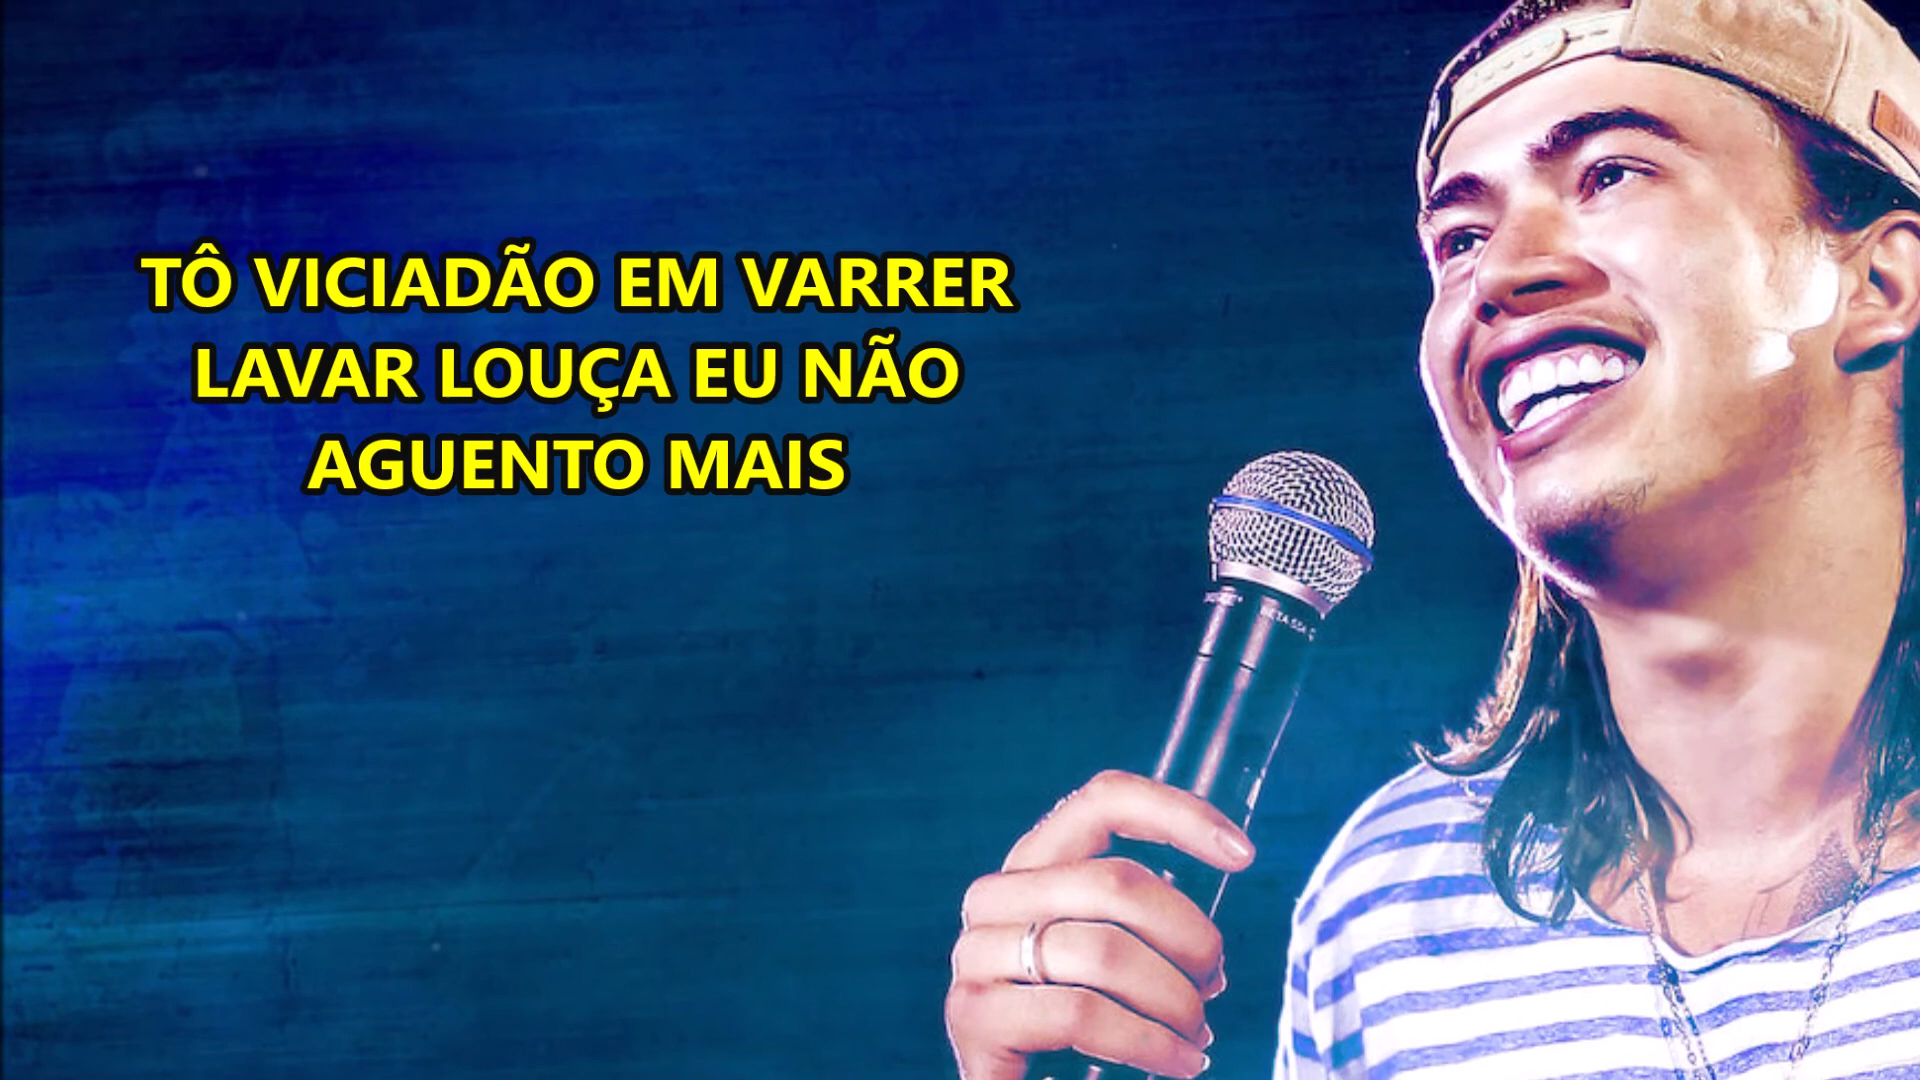 TÔ VICIADÃO EM VARRER
LAVAR LOUÇA EU NÃO
AGUENTO MAIS